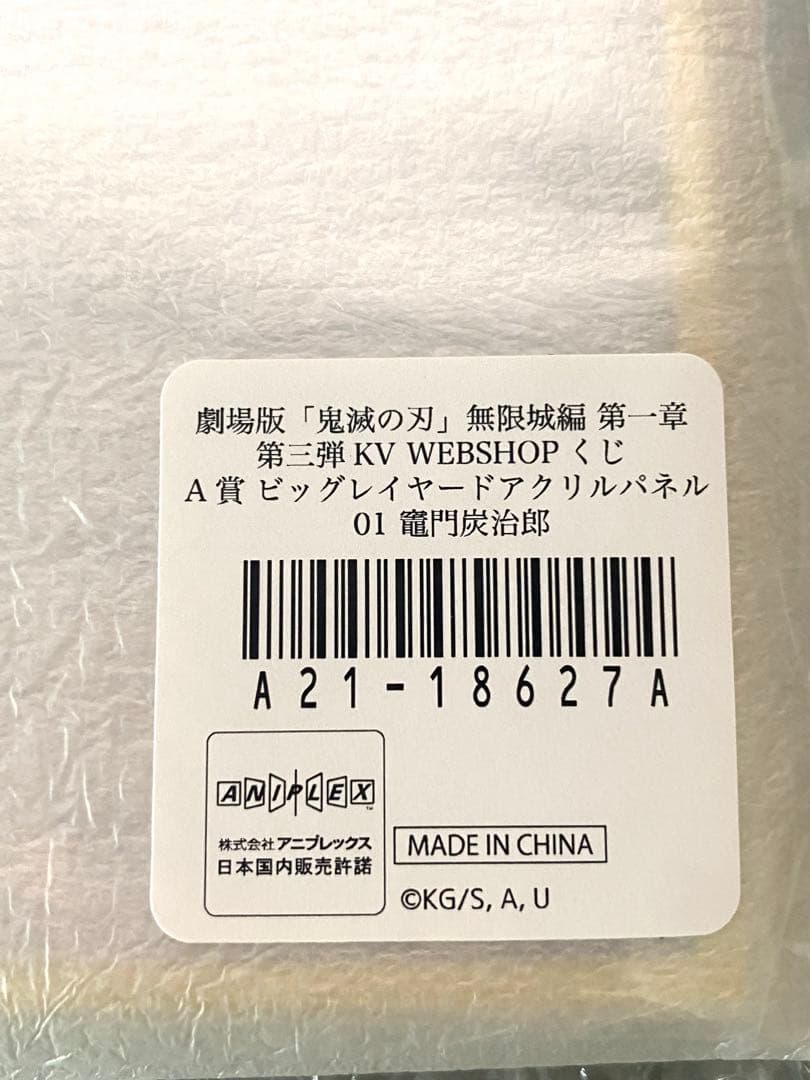 劇場版「鬼滅の刃」無限城編 第一章
第三弾 KV WEBSHOP くじ
A 賞 ビッグレイヤードアクリルパネル
01 竈門炭治郎
A21-18627A
ANIPLEX
TM
株式会社 アニプレックス
日本国内販売許諾
MADE IN CHINA
©KG/S, A, U